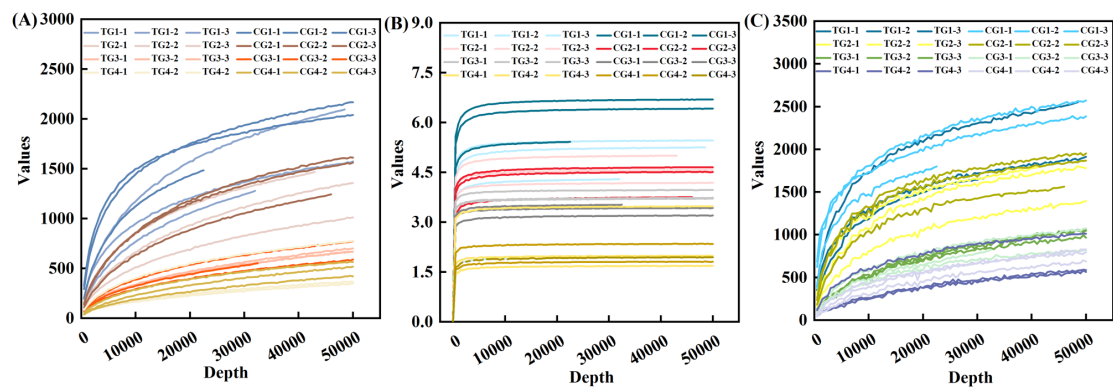 (A)
TG1-1 TG1-2 TG1-3 CG1-1 CG1-2 CG1-3
TG2-1 TG2-2 TG2-3 CG2-1 CG2-2 CG2-3
TG3-1 TG3-2 TG3-3 CG3-1 CG3-2 CG3-3
TG4-1 TG4-2 TG4-3 CG4-1 CG4-2 CG4-3
3000
2500
2000
1500
1000
500
0
Values
0 10000 20000 30000 40000 50000
Depth
(B)
TG1-1 TG1-2 TG1-3 CG1-1 CG1-2 CG1-3
TG2-1 TG2-2 TG2-3 CG2-1 CG2-2 CG2-3
TG3-1 TG3-2 TG3-3 CG3-1 CG3-2 CG3-3
TG4-1 TG4-2 TG4-3 CG4-1 CG4-2 CG4-3
9.0
7.5
6.0
4.5
3.0
1.5
0.0
Values
0 10000 20000 30000 40000 50000
Depth
(C)
TG1-1 TG1-2 TG1-3 CG1-1 CG1-2 CG1-3
TG2-1 TG2-2 TG2-3 CG2-1 CG2-2 CG2-3
TG3-1 TG3-2 TG3-3 CG3-1 CG3-2 CG3-3
TG4-1 TG4-2 TG4-3 CG4-1 CG4-2 CG4-3
3500
3000
2500
2000
1500
1000
500
0
Values
0 10000 20000 30000 40000 50000
Depth